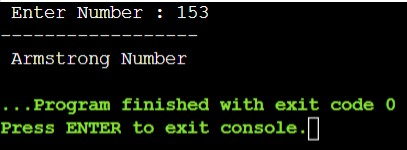 Enter Number : 153
------------------
Armstrong Number
...Program finished with exit code 0
Press ENTER to exit console.